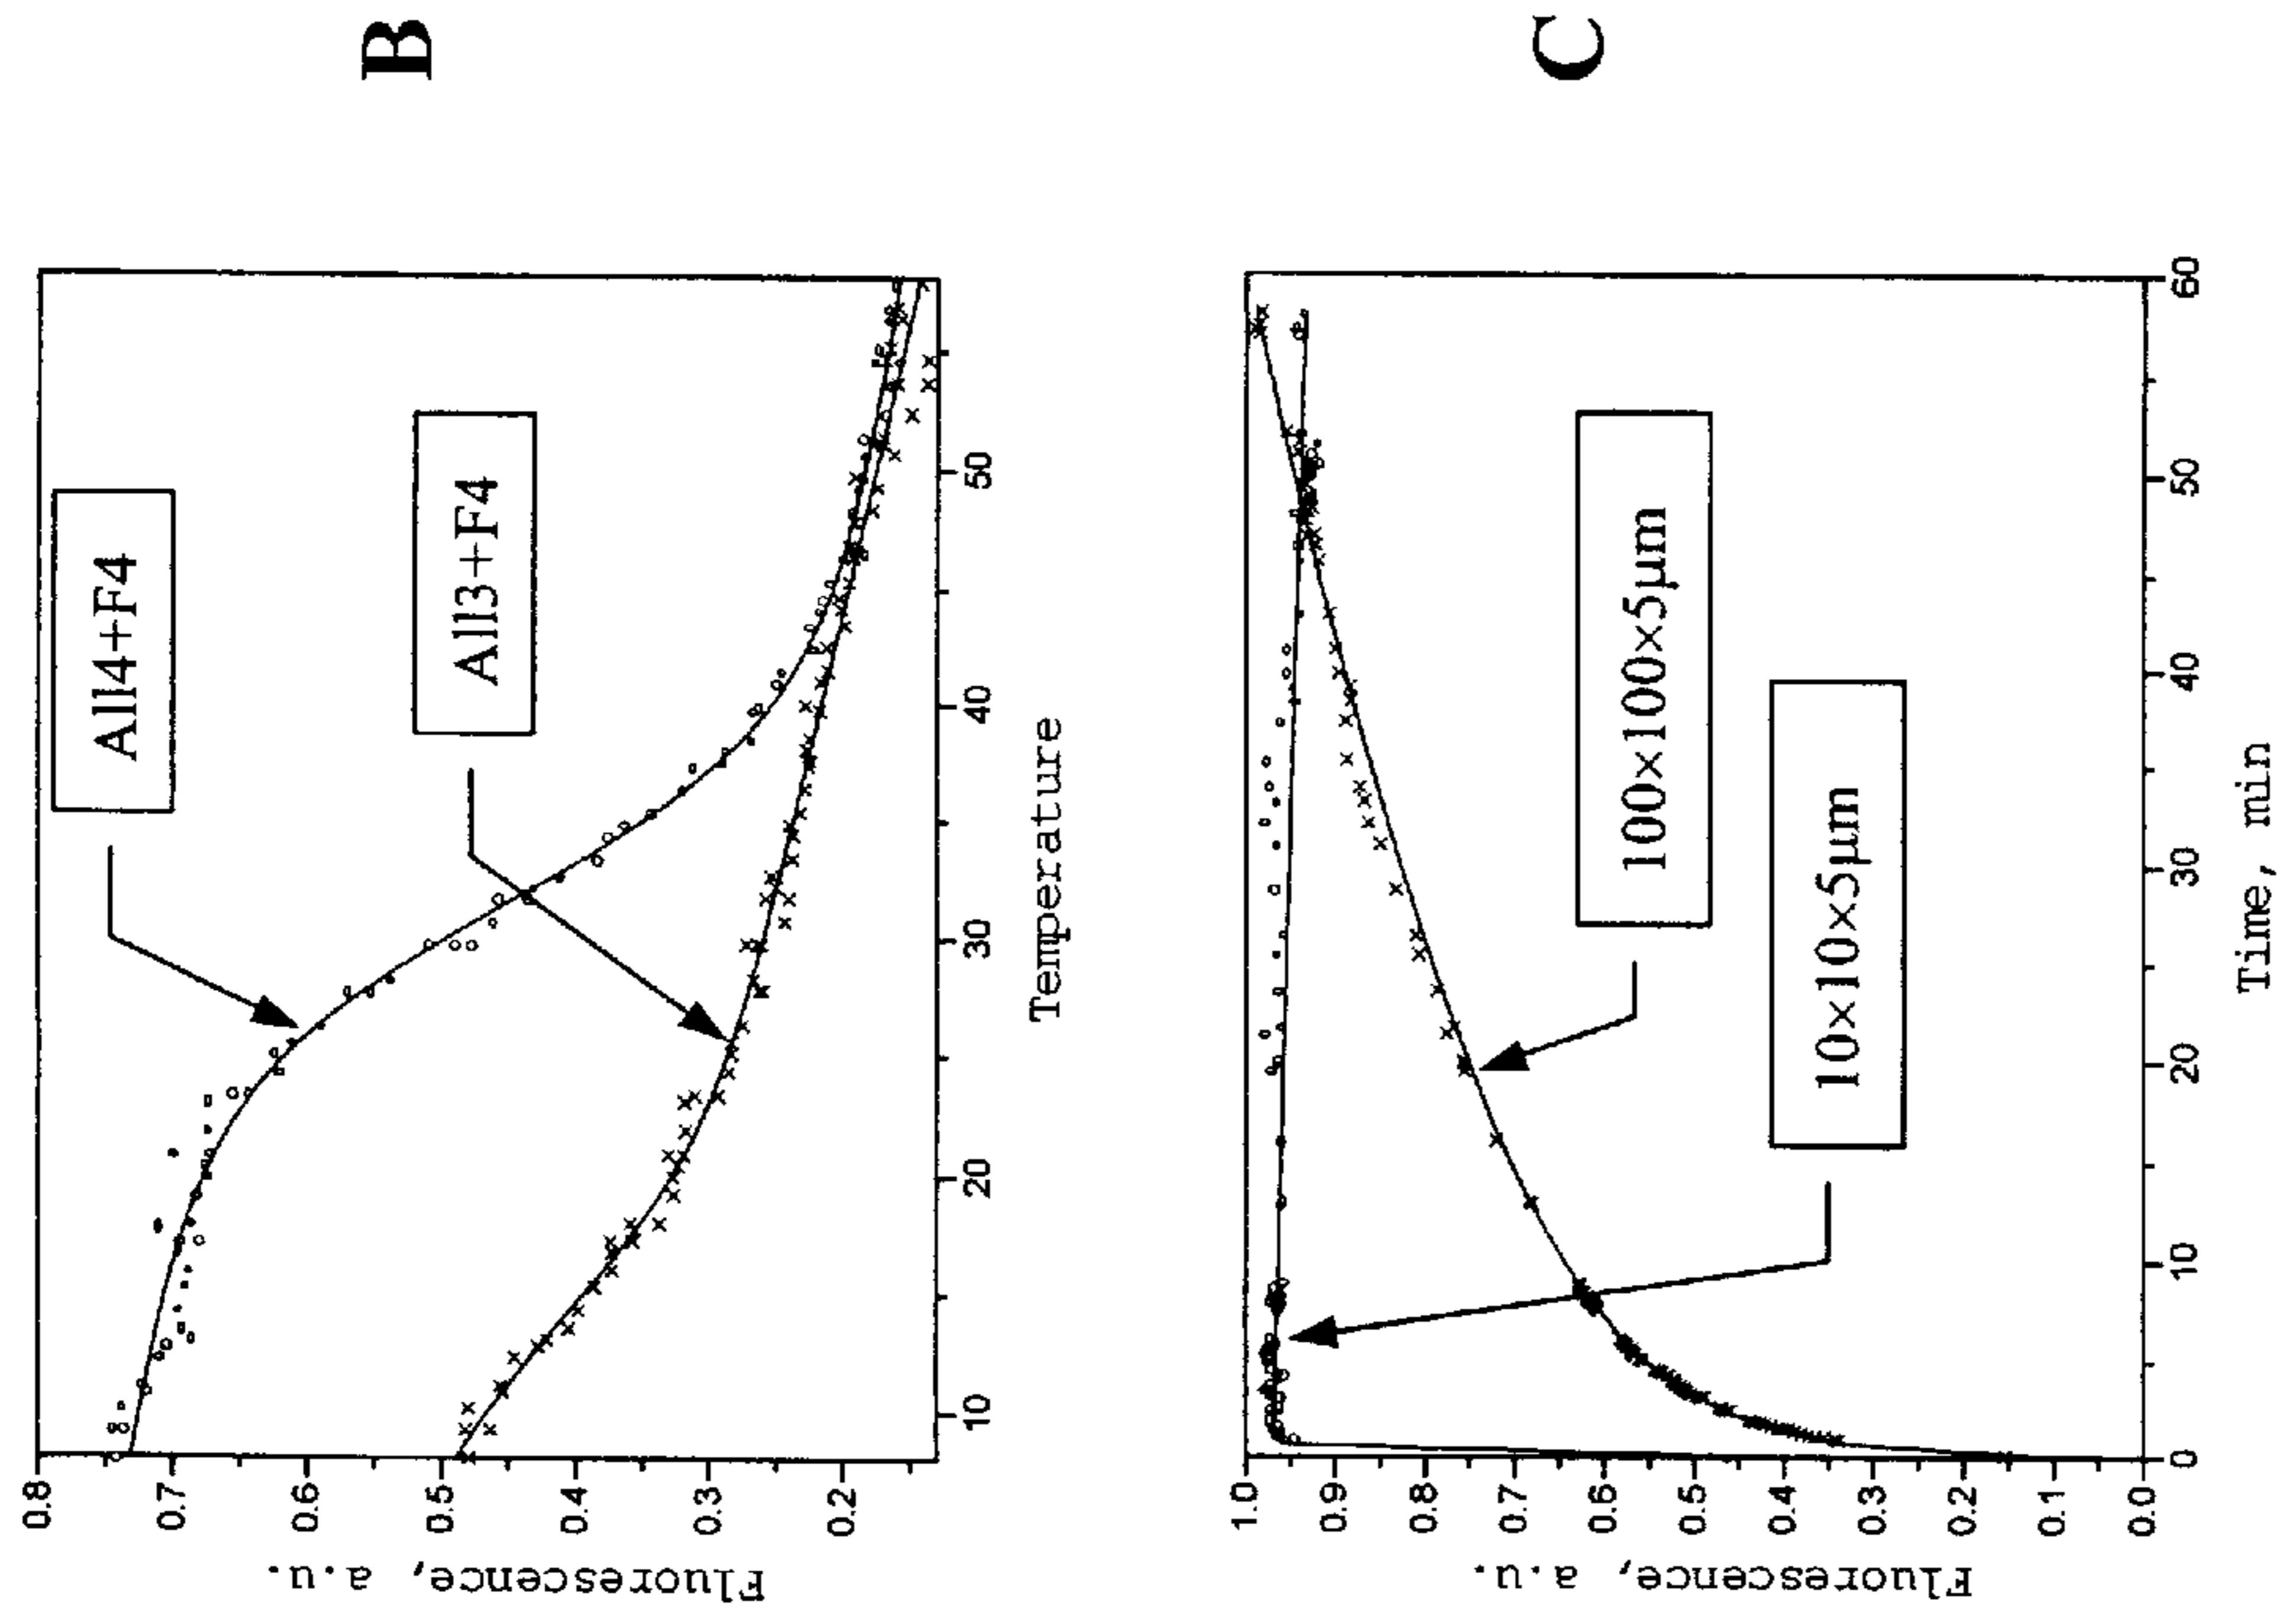 B
Fluorescence, a.u.
0.8
0.7
0.6
0.5
0.4
0.3
0.2
All4+F4
All3+F4
10 20 30 40 50
Temperature
C
Fluorescence, a.u.
1.0
0.9
0.8
0.7
0.6
0.5
0.4
0.3
0.2
0.1
0.0
100×100×5µm
10×10×5µm
0 10 20 30 40 50 60
Time, min